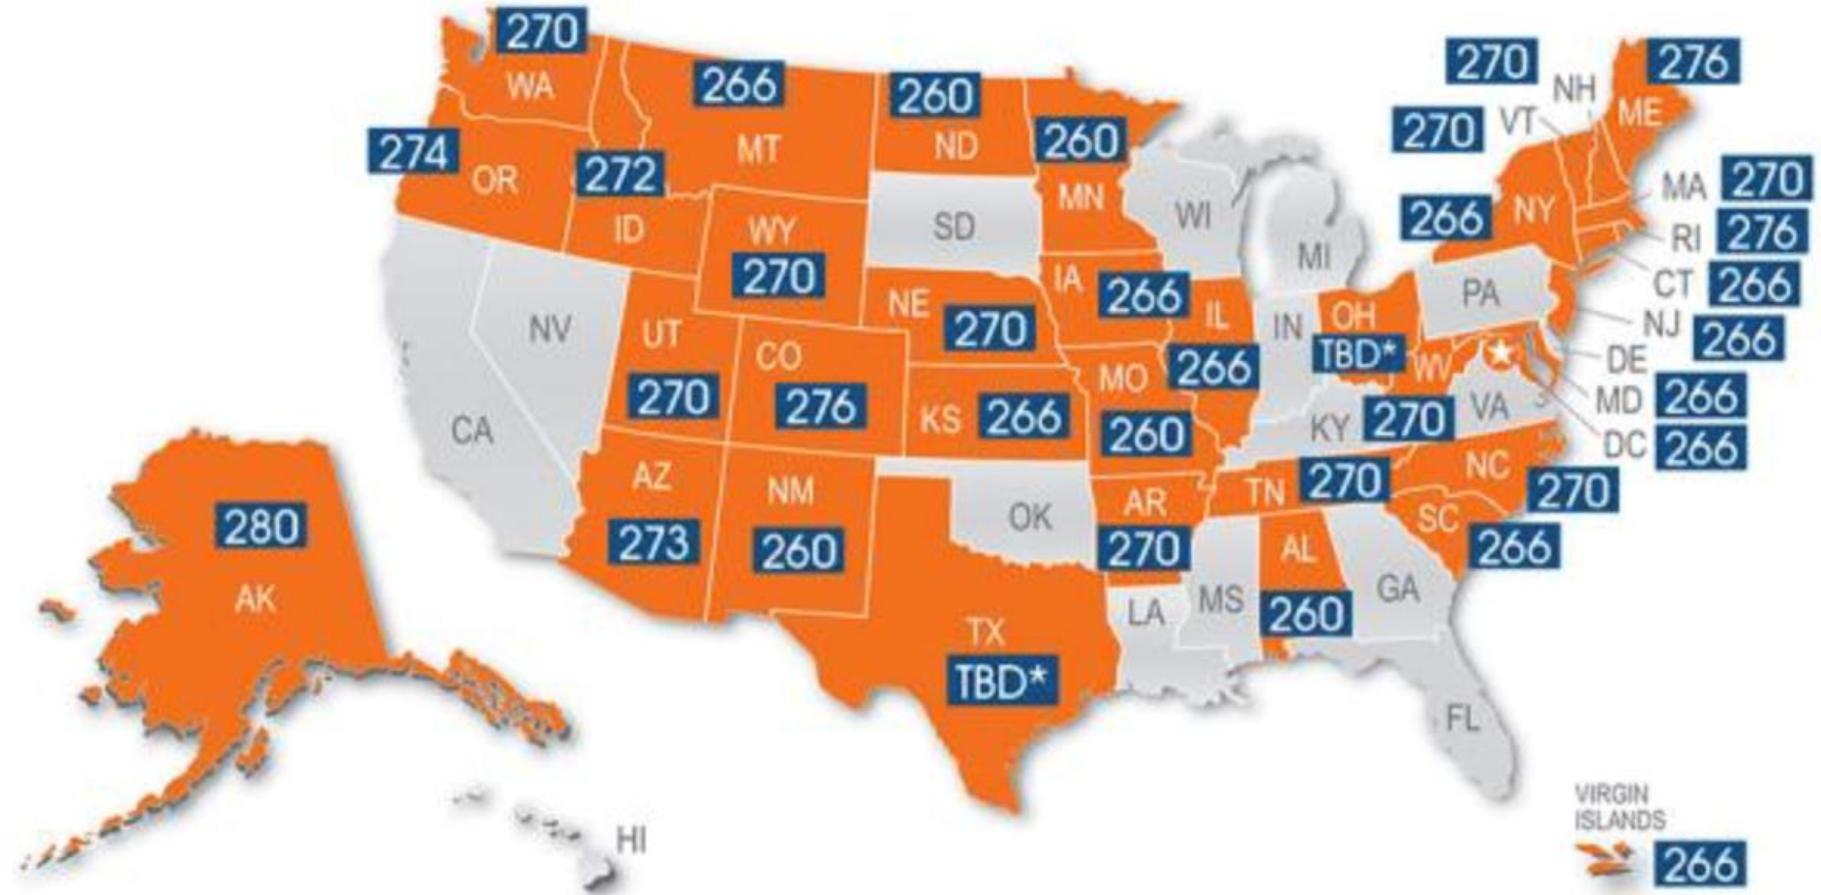 270
WA
266
MT
260
ND
260
MN
274
OR
272
ID
WY
270
SD
WI
MI
270
NH
276
ME
270
VT
266
NY
MA 270
RI 276
CT 266
NJ 266
DE
MD 266
DC 266
NV
UT
270
CO
276
NE
270
IA 266
IL
266
IN
OH
TBD*
PA
WV
CA
KS 266
MO
260
KY 270
VA
AZ
273
NM
260
OK
AR
270
TN 270
NC
270
SC
266
280
AK
TX
TBD*
LA
MS
AL
260
GA
FL
HI
VIRGIN
ISLANDS
266